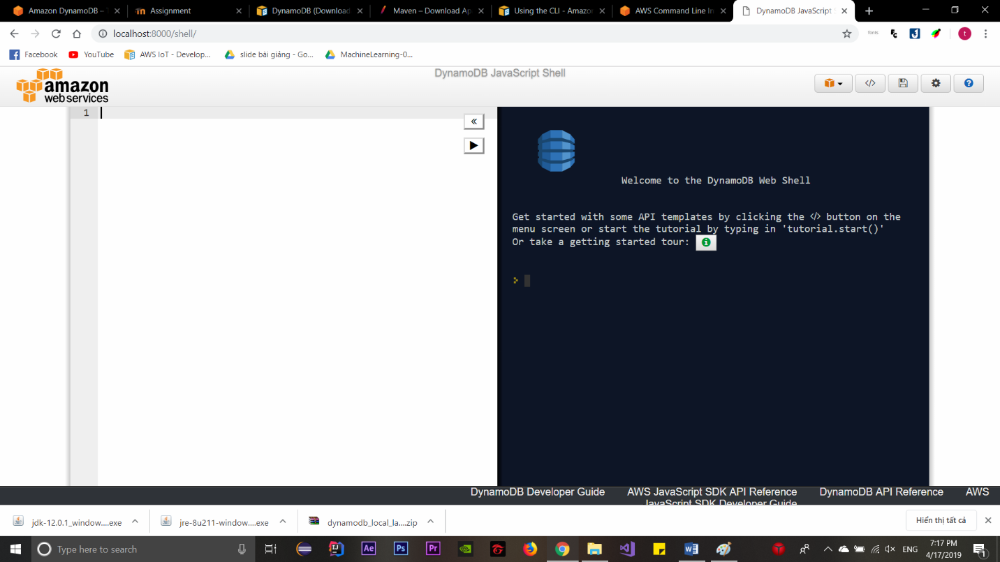 Amazon DynamoDB – T
Assignment
DynamoDB (Download
Maven – Download Ap
Using the CLI - Amazon
AWS Command Line In
DynamoDB JavaScript S
localhost:8000/shell/
fonts
t
Facebook
YouTube
AWS IoT - Develop...
slide bài giảng - Go...
MachineLearning-0...
DynamoDB JavaScript Shell
amazon
web services
</>
1
«
Welcome to the DynamoDB Web Shell
Get started with some API templates by clicking the </> button on the
menu screen or start the tutorial by typing in 'tutorial.start()'
Or take a getting started tour:
>
DynamoDB Developer Guide
AWS JavaScript SDK API Reference
DynamoDB API Reference
AWS
JavaScript SDK Developer Guide
jdk-12.0.1_window....exe
jre-8u211-window....exe
dynamodb_local_la....zip
Hiển thị tất cả
Type here to search
Ae
Ps
Pr
ENG
7:17 PM
4/17/2019
1